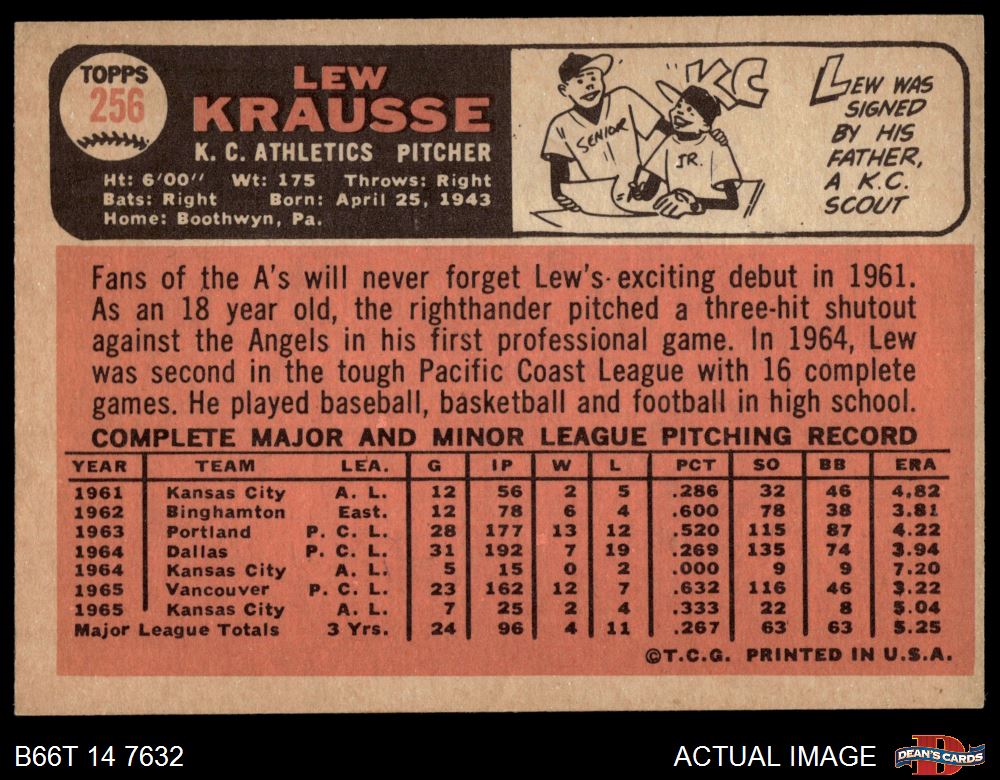 TOPPS
256
LEW
KRAUSSE
K. C. ATHLETICS PITCHER
Ht: 6'00" Wt: 175 Throws: Right
Bats: Right Born: April 25, 1943
Home: Boothwyn, Pa.
KC
SENIOR
JR.
LEW WAS
SIGNED
BY HIS
FATHER,
A K.C.
SCOUT
Fans of the A's will never forget Lew's exciting debut in 1961.
As an 18 year old, the righthander pitched a three-hit shutout
against the Angels in his first professional game. In 1964, Lew
was second in the tough Pacific Coast League with 16 complete
games. He played baseball, basketball and football in high school.
COMPLETE MAJOR AND MINOR LEAGUE PITCHING RECORD
YEAR TEAM LEA. G IP W L PCT SO BB ERA
1961 Kansas City A. L. 12 56 2 5 .286 32 46 4.82
1962 Binghamton East. 12 78 6 4 .600 78 38 3.81
1963 Portland P. C. L. 28 177 13 12 .520 115 87 4.22
1964 Dallas P. C. L. 31 192 7 19 .269 135 74 3.94
1964 Kansas City A. L. 5 15 0 2 .000 9 9 7.20
1965 Vancouver P. C. L. 23 162 12 7 .632 116 46 3.22
1965 Kansas City A. L. 7 25 2 4 .333 22 8 5.04
Major League Totals 3 Yrs. 24 96 4 11 .267 63 63 5.25
©T.C.G. PRINTED IN U.S.A.
B66T 14 7632
ACTUAL IMAGE
D
DEAN'S CARDS